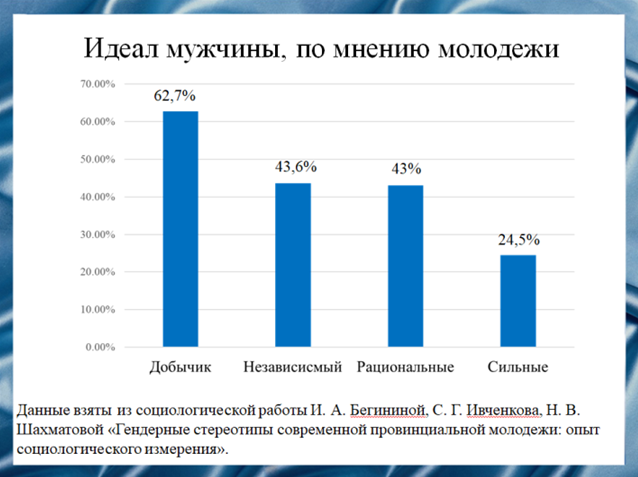 Идеал мужчины, по мнению молодежи
70.00%
62,7%
60.00%
50.00%
43,6%
43%
40.00%
30.00%
24,5%
20.00%
10.00%
0.00%
Добычик Независисмый Рациональные Сильные
Данные взяты из социологической работы И. А. Бегининой, С. Г. Ивченкова, Н. В.
Шахматовой «Гендерные стереотипы современной провинциальной молодежи: опыт
социологического измерения».